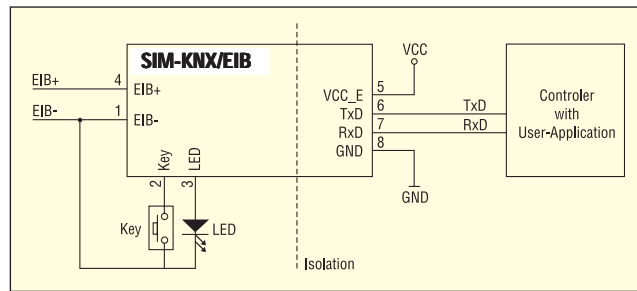 SIM-KNX/EIB
VCC
EIB+
4
EIB+
5
VCC_E
EIB-
1
EIB-
6
TxD
TxD
7
RxD
RxD
8
GND
Controler
with
User-Application
Key
LED
2
3
GND
Key
LED
Isolation